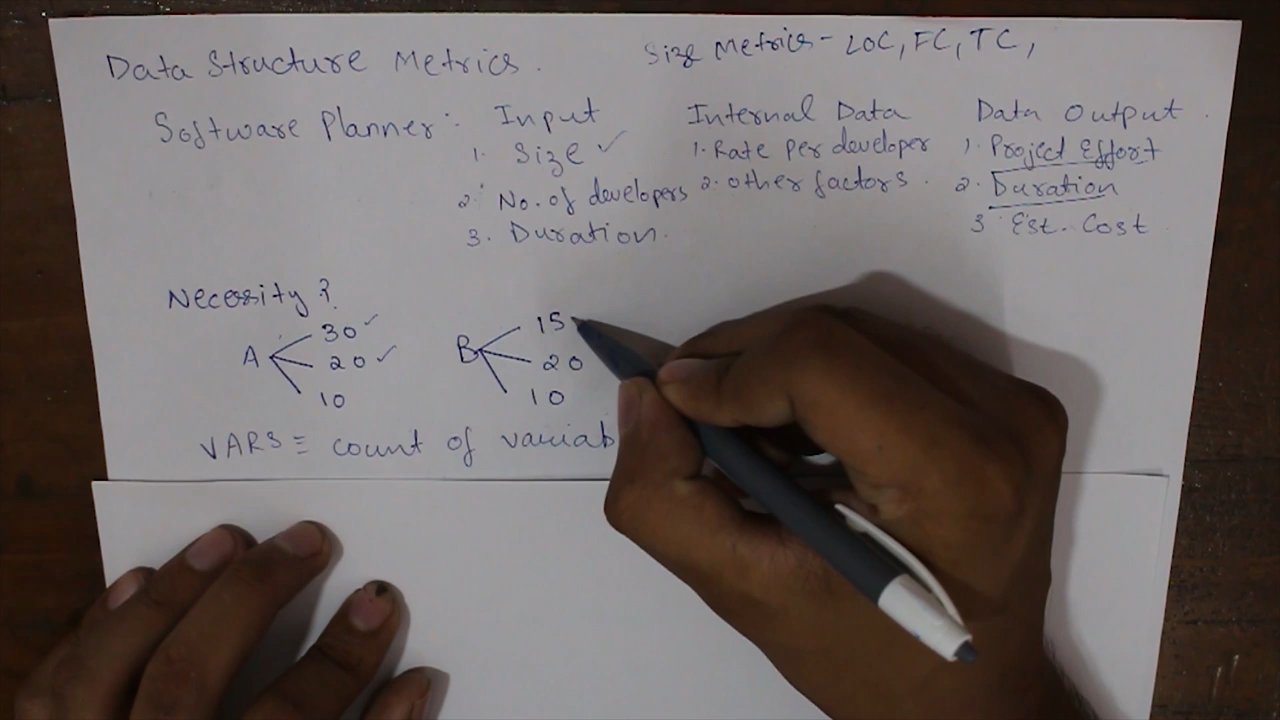 Data Structure Metrics.
Size Metrics - LOC, FC, TC,
Software Planner: Input
1. Size ✓
2. No. of developers
3. Duration.
Internal Data
1. Rate per developer
2. other factors.
Data Output.
1. Project Effort
2. Duration
3 Est. Cost
Necesity?
A
30 ✓
20 ✓
10
B
15
20
10
VARS ≡ count of variab